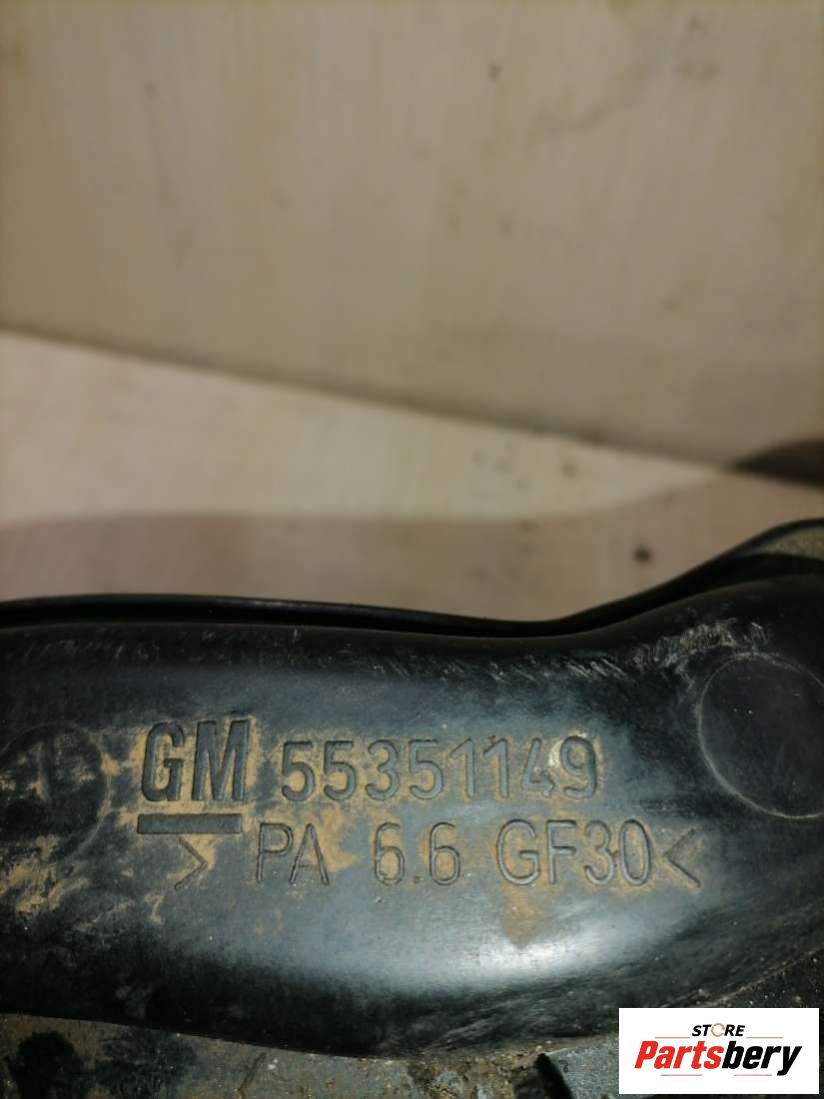 GM 55351149
>PA 6.6 GF30<
STORE
Partsbery